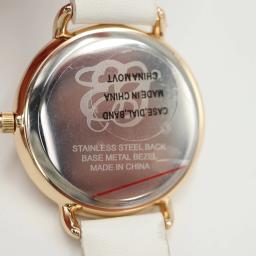 CASE,DIAL,BAND
MADE IN CHINA
CHINA MOVT
STAINLESS STEEL BACK
BASE METAL BEZEL
MADE IN CHINA